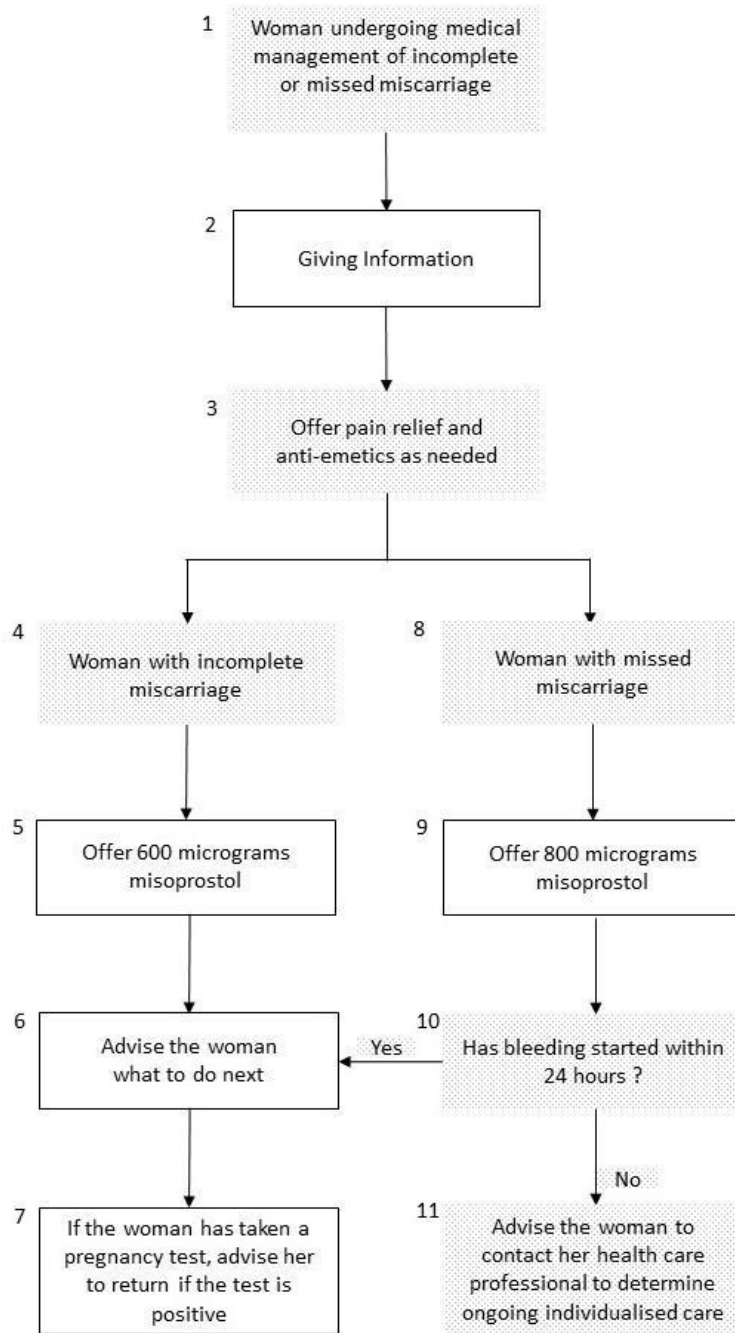 1
Woman undergoing medical
management of incomplete
or missed miscarriage
2
Giving Information
3
Offer pain relief and
anti-emetics as needed
4
Woman with incomplete
miscarriage
8
Woman with missed
miscarriage
5
Offer 600 micrograms
misoprostol
9
Offer 800 micrograms
misoprostol
6
Advise the woman
what to do next
Yes
10
Has bleeding started within
24 hours ?
No
7
If the woman has taken a
pregnancy test, advise her
to return if the test is
positive
11
Advise the woman to
contact her health care
professional to determine
ongoing individualised care